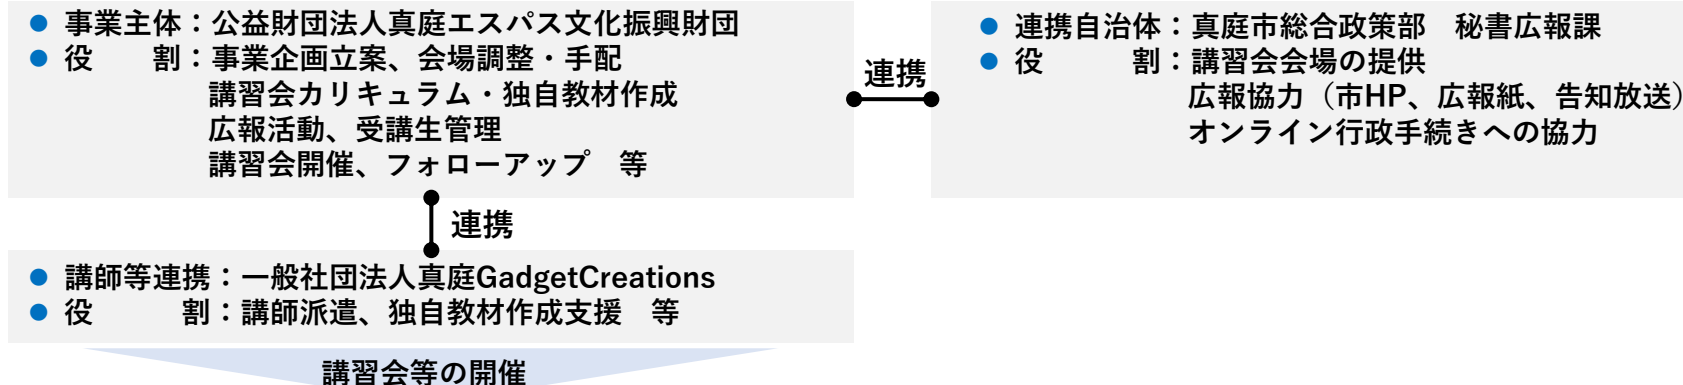 ● 事業主体：公益財団法人真庭エスパス文化振興財団
● 役　　割：事業企画立案、会場調整・手配
講習会カリキュラム・独自教材作成
広報活動、受講生管理
講習会開催、フォローアップ　等
連携
● 連携自治体：真庭市総合政策部　秘書広報課
● 役　　　割：講習会会場の提供
広報協力（市HP、広報紙、告知放送）
オンライン行政手続きへの協力
連携
● 講師等連携：一般社団法人真庭GadgetCreations
● 役　　　割：講師派遣、独自教材作成支援　等
講習会等の開催